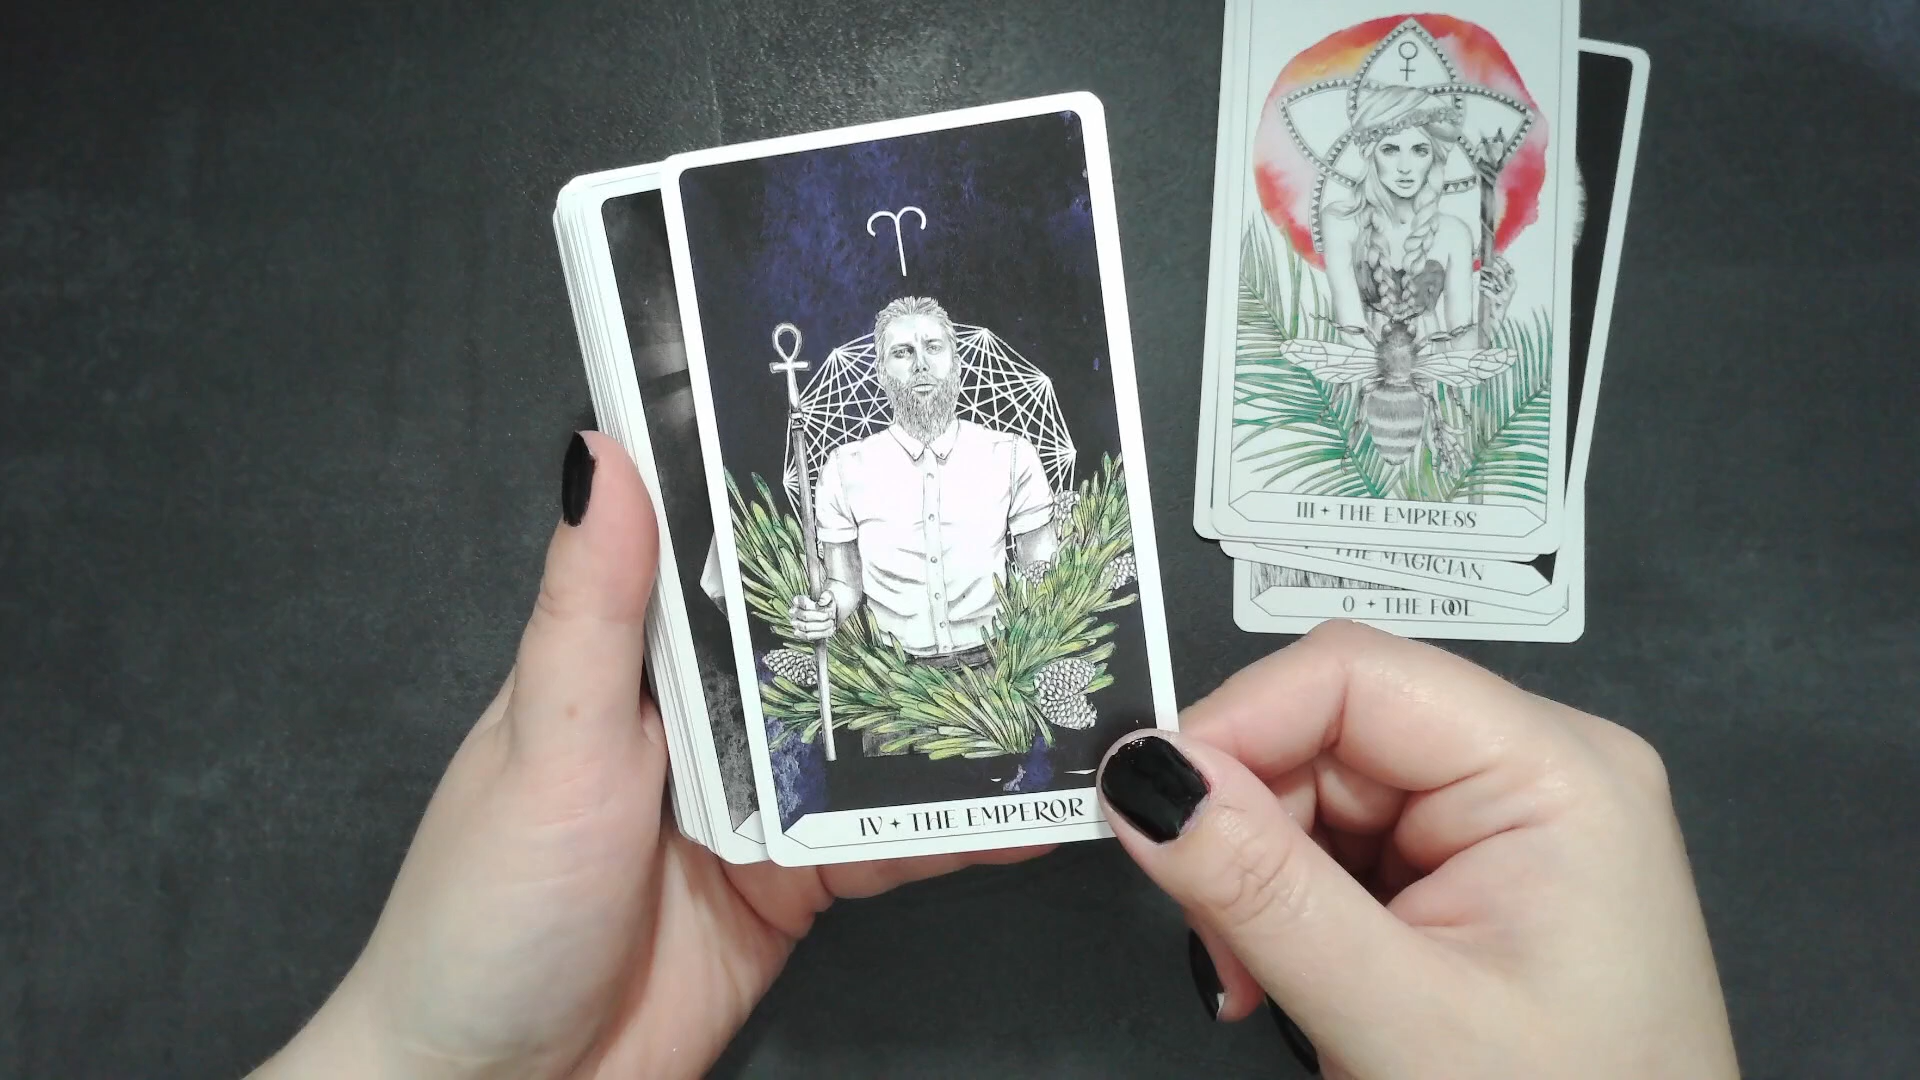 IV ✦ THE EMPEROR
III ✦ THE EMPRESS
THE MAGICIAN
0 ✦ THE FOOL